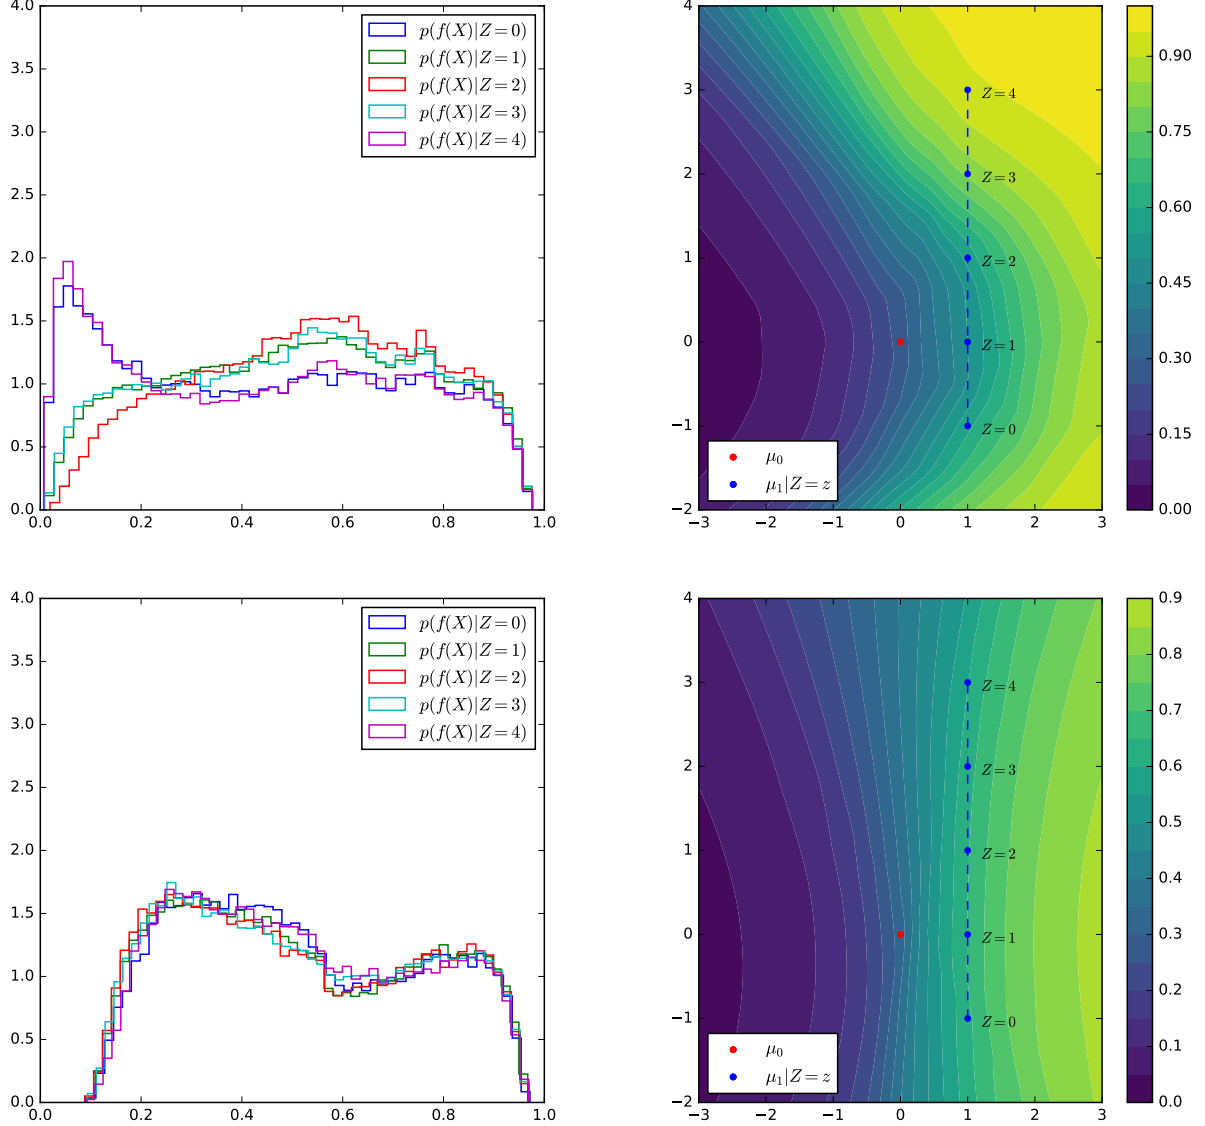 4.0
3.5
3.0
2.5
2.0
1.5
1.0
0.5
0.0
0.0 0.2 0.4 0.6 0.8 1.0
p(f(X)|Z=0)
p(f(X)|Z=1)
p(f(X)|Z=2)
p(f(X)|Z=3)
p(f(X)|Z=4)
4
3
2
1
0
−1
−2
−3 −2 −1 0 1 2 3
Z=4
Z=3
Z=2
Z=1
Z=0
μ₀
μ₁|Z=z
0.90
0.75
0.60
0.45
0.30
0.15
0.00
4.0
3.5
3.0
2.5
2.0
1.5
1.0
0.5
0.0
0.0 0.2 0.4 0.6 0.8 1.0
p(f(X)|Z=0)
p(f(X)|Z=1)
p(f(X)|Z=2)
p(f(X)|Z=3)
p(f(X)|Z=4)
4
3
2
1
0
−1
−2
−3 −2 −1 0 1 2 3
Z=4
Z=3
Z=2
Z=1
Z=0
μ₀
μ₁|Z=z
0.9
0.8
0.7
0.6
0.5
0.4
0.3
0.2
0.1
0.0